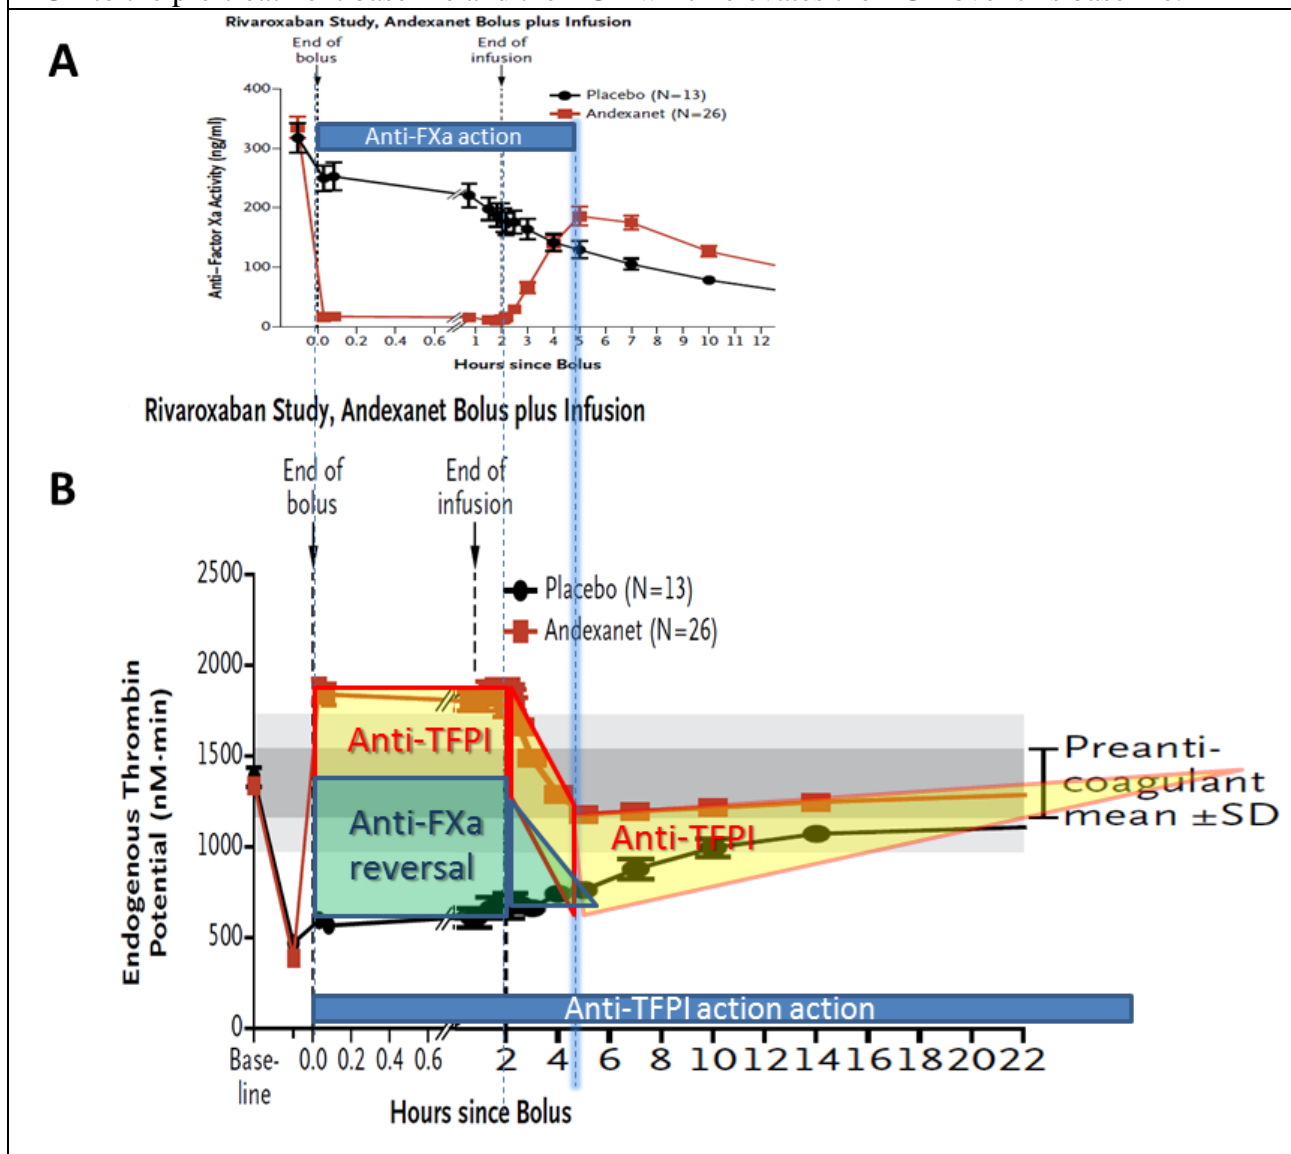 Rivaroxaban Study, Andexanet Bolus plus Infusion
A
End of
bolus
End of
infusion
Placebo (N=13)
Andexanet (N=26)
Anti-FXa action
Anti-Factor Xa Activity (ng/ml)
400
300
200
100
0
0.0 0.2 0.4 0.6 1 2 3 4 5 6 7 8 9 10 11 12
Hours since Bolus
Rivaroxaban Study, Andexanet Bolus plus Infusion
B
End of
bolus
End of
infusion
Placebo (N=13)
Andexanet (N=26)
Endogenous Thrombin
Potential (nM·min)
2500
2000
1500
1000
500
0
Anti-TFPI
Anti-FXa
reversal
Anti-TFPI
Preanti-
coagulant
mean ±SD
Anti-TFPI action action
Base-
line
0.0 0.2 0.4 0.6 2 4 6 8 10 12 14 16 18 20 22
Hours since Bolus